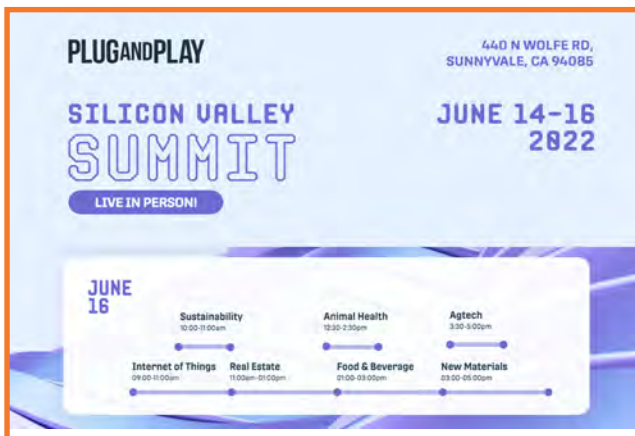 PLUGANDPLAY
440 N WOLFE RD,
SUNNYVALE, CA 94085
SILICON VALLEY
SUMMIT
LIVE IN PERSON!
JUNE 14-16
2022
JUNE
16
Sustainability
10:00-11:00am
Animal Health
12:30-2:30pm
Agtech
3:30-5:00pm
Internet of Things
09:00-11:00am
Real Estate
11:00am-01:00pm
Food & Beverage
01:00-03:00pm
New Materials
03:00-05:00pm